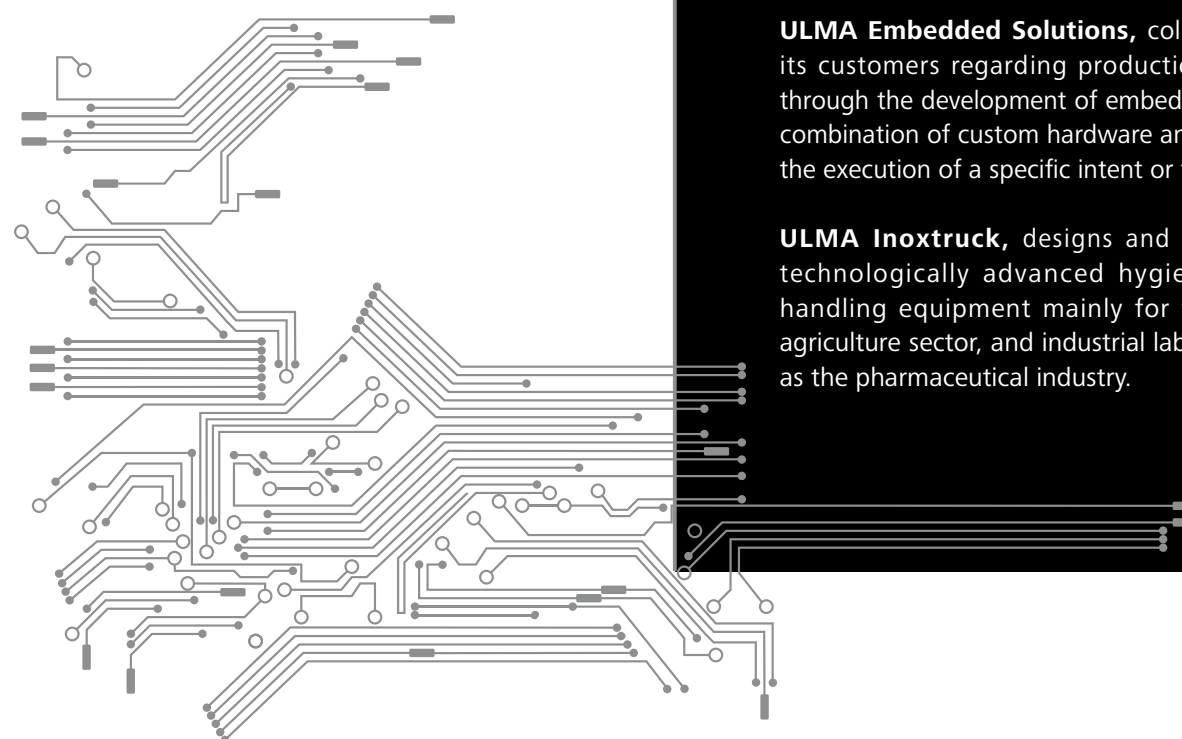 ULMA Embedded Solutions, col
its customers regarding producti
through the development of embed
combination of custom hardware a
the execution of a specific intent or
ULMA Inoxtruck, designs and
technologically advanced hygie
handling equipment mainly for
agriculture sector, and industrial lab
as the pharmaceutical industry.